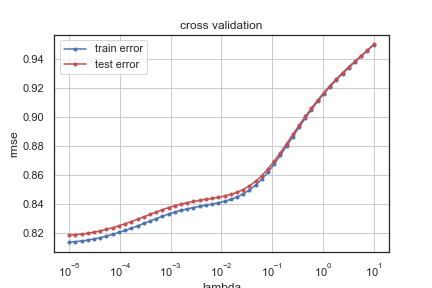 cross validation
train error
test error
rmse
0.94
0.92
0.90
0.88
0.86
0.84
0.82
10⁻⁵ 10⁻⁴ 10⁻³ 10⁻² 10⁻¹ 10⁰ 10¹
lambda